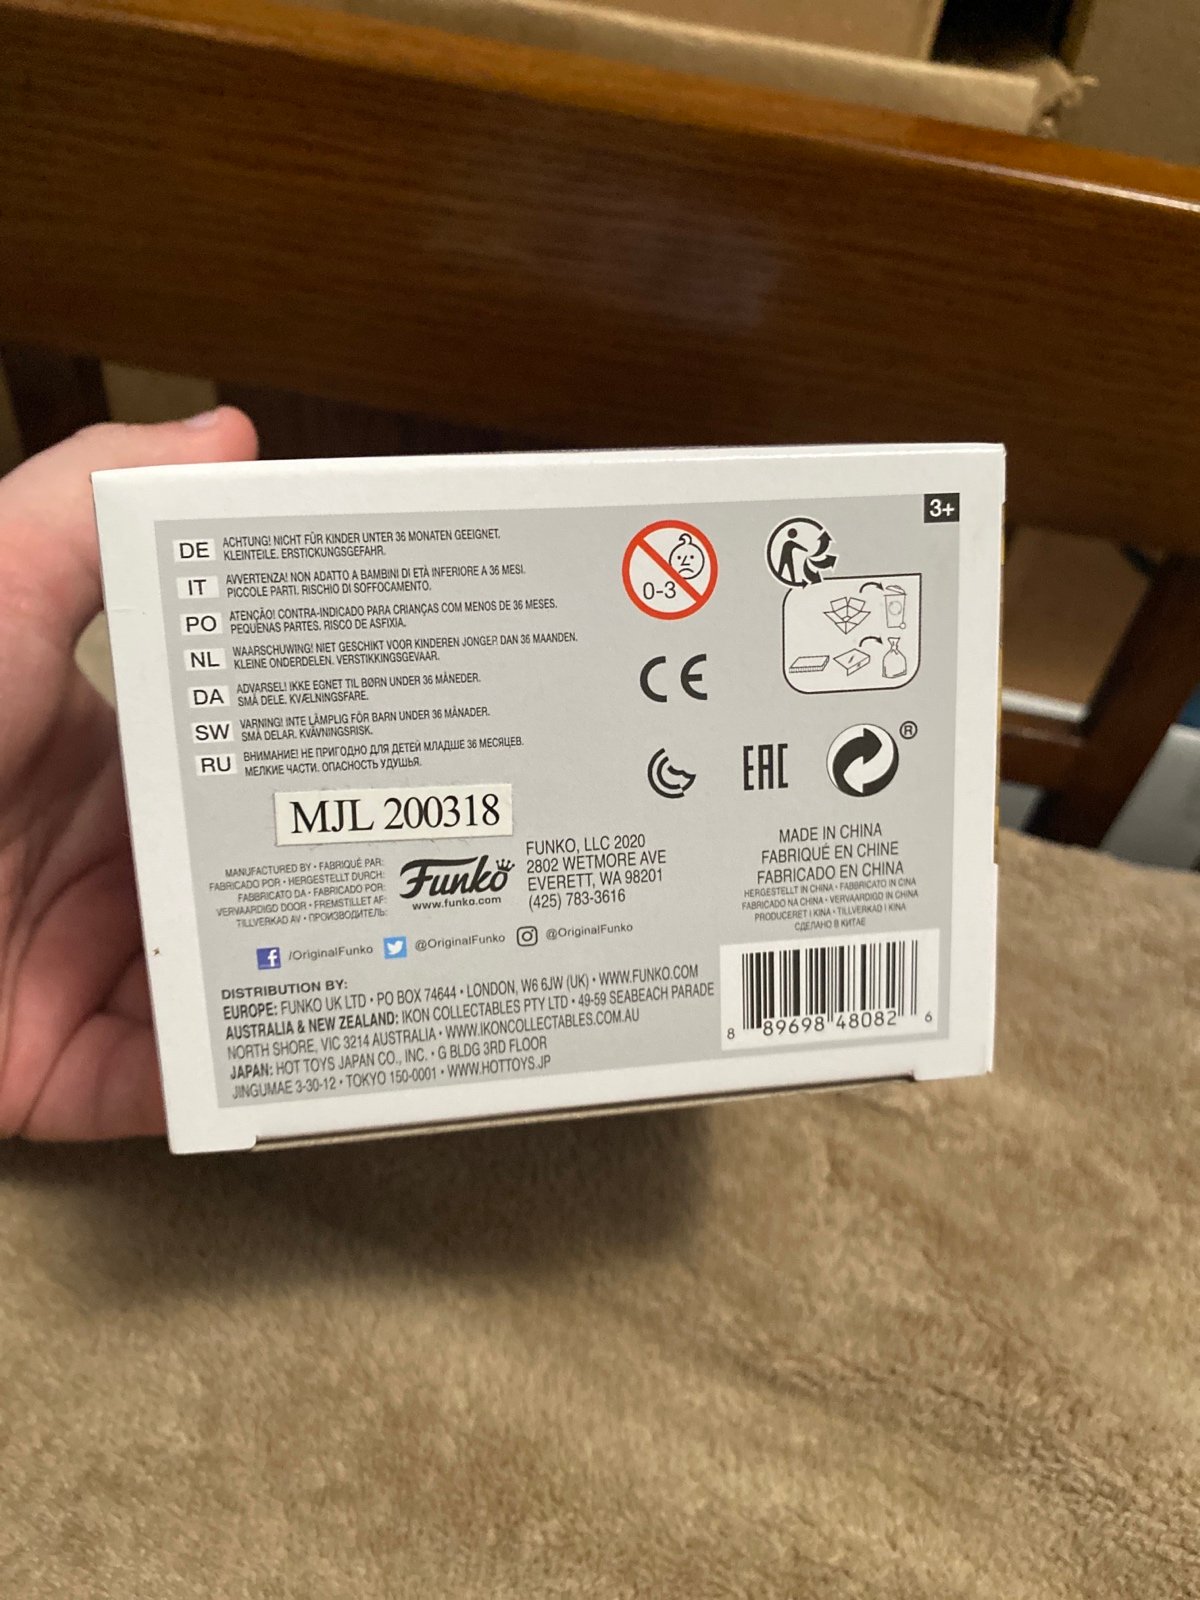 3+
DE ACHTUNG! NICHT FÜR KINDER UNTER 36 MONATEN GEEIGNET.
KLEINTEILE. ERSTICKUNGSGEFAHR.
IT AVVERTENZA! NON ADATTO A BAMBINI DI ETÀ INFERIORE A 36 MESI.
PICCOLE PARTI. RISCHIO DI SOFFOCAMENTO.
PO ATENÇÃO! CONTRA-INDICADO PARA CRIANÇAS COM MENOS DE 36 MESES.
PEQUENAS PARTES. RISCO DE ASFIXIA.
NL WAARSCHUWING! NIET GESCHIKT VOOR KINDEREN JONGER DAN 36 MAANDEN.
KLEINE ONDERDELEN. VERSTIKKINGSGEVAAR.
DA ADVARSEL! IKKE EGNET TIL BØRN UNDER 36 MÅNEDER.
SMÅ DELE. KVÆLNINGSFARE.
SW VARNING! INTE LÄMPLIG FÖR BARN UNDER 36 MÅNADER.
SMÅ DELAR. KVÄVNINGSRISK.
RU ВНИМАНИЕ! НЕ ПРИГОДНО ДЛЯ ДЕТЕЙ МЛАДШЕ 36 МЕСЯЦЕВ.
МЕЛКИЕ ЧАСТИ. ОПАСНОСТЬ УДУШЬЯ.
0-3
CE
EAC
®
MJL 200318
MANUFACTURED BY • FABRIQUÉ PAR:
FABRICADO POR • HERGESTELLT DURCH:
FABBRICATO DA • FABRICADO POR:
VERVAARDIGD DOOR • FREMSTILLET AF:
TILLVERKAD AV • ПРОИЗВОДИТЕЛЬ:
Funko
www.funko.com
FUNKO, LLC 2020
2802 WETMORE AVE
EVERETT, WA 98201
(425) 783-3616
MADE IN CHINA
FABRIQUÉ EN CHINE
FABRICADO EN CHINA
HERGESTELLT IN CHINA • FABBRICATO IN CINA
FABRICADO NA CHINA • VERVAARDIGD IN CHINA
PRODUCERET I KINA • TILLVERKAD I KINA
СДЕЛАНО В КИТАЕ
f /OriginalFunko @OriginalFunko @OriginalFunko
DISTRIBUTION BY:
EUROPE: FUNKO UK LTD • PO BOX 74644 • LONDON, W6 6JW (UK) • WWW.FUNKO.COM
AUSTRALIA & NEW ZEALAND: IKON COLLECTABLES PTY LTD • 49-59 SEABEACH PARADE
NORTH SHORE, VIC 3214 AUSTRALIA • WWW.IKONCOLLECTABLES.COM.AU
JAPAN: HOT TOYS JAPAN CO., INC. • G BLDG 3RD FLOOR
JINGUMAE 3-30-12 • TOKYO 150-0001 • WWW.HOTTOYS.JP
8 89698 48082 6